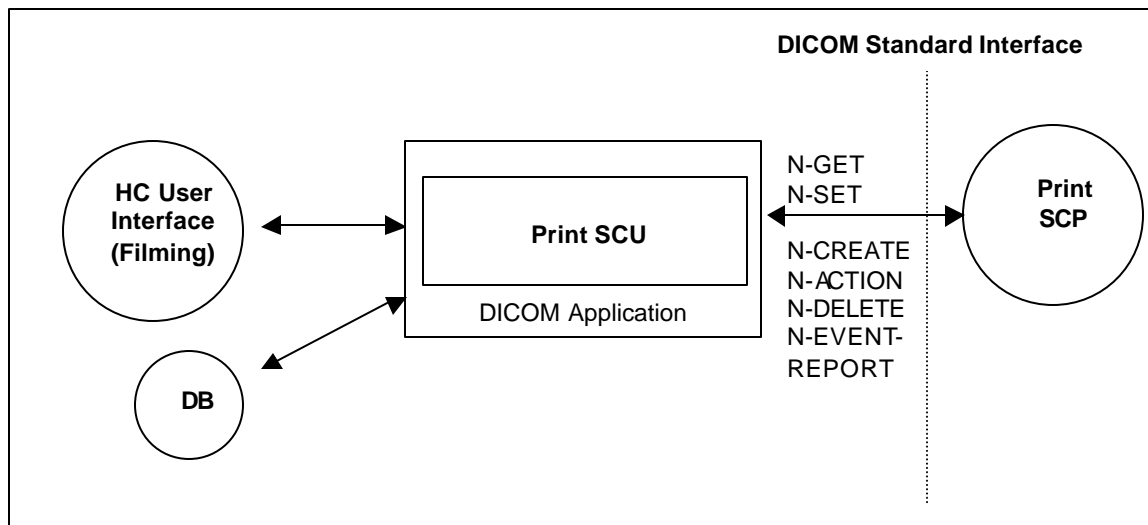 DICOM Standard Interface
HC User
Interface
(Filming)
DB
Print SCU
DICOM Application
N-GET
N-SET
N-CREATE
N-ACTION
N-DELETE
N-EVENT-
REPORT
Print
SCP